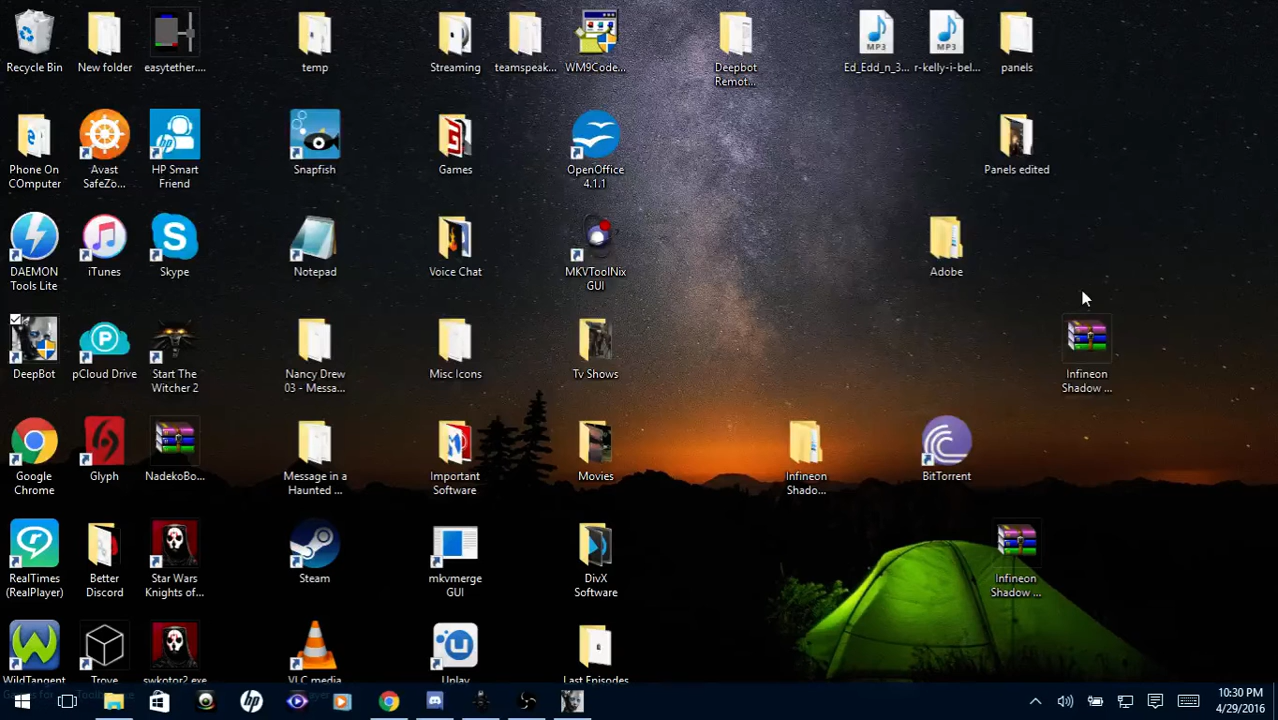 Recycle Bin
New folder
easytether....
temp
Streaming
teamspeak...
WM9Code...
Deepbot
Remot...
Ed_Edd_n_3...
r-kelly-i-bel...
panels
MP3
MP3
Phone On
COmputer
Avast
SafeZo...
HP Smart
Friend
Snapfish
Games
OpenOffice
4.1.1
Panels edited
DAEMON
Tools Lite
iTunes
Skype
Notepad
Voice Chat
MKVToolNix
GUI
Adobe
DeepBot
pCloud Drive
Start The
Witcher 2
Nancy Drew
03 - Messa...
Misc Icons
Tv Shows
Infineon
Shadow ...
Google
Chrome
Glyph
NadekoBo...
Message in a
Haunted ...
Important
Software
Movies
Infineon
Shado...
BitTorrent
RealTimes
(RealPlayer)
Better
Discord
Star Wars
Knights of...
Steam
mkvmerge
GUI
DivX
Software
Infineon
Shadow ...
WildTangent
Trove
swkotor2.exe
VLC media
Uplay
Last Episodes
10:30 PM
4/29/2016